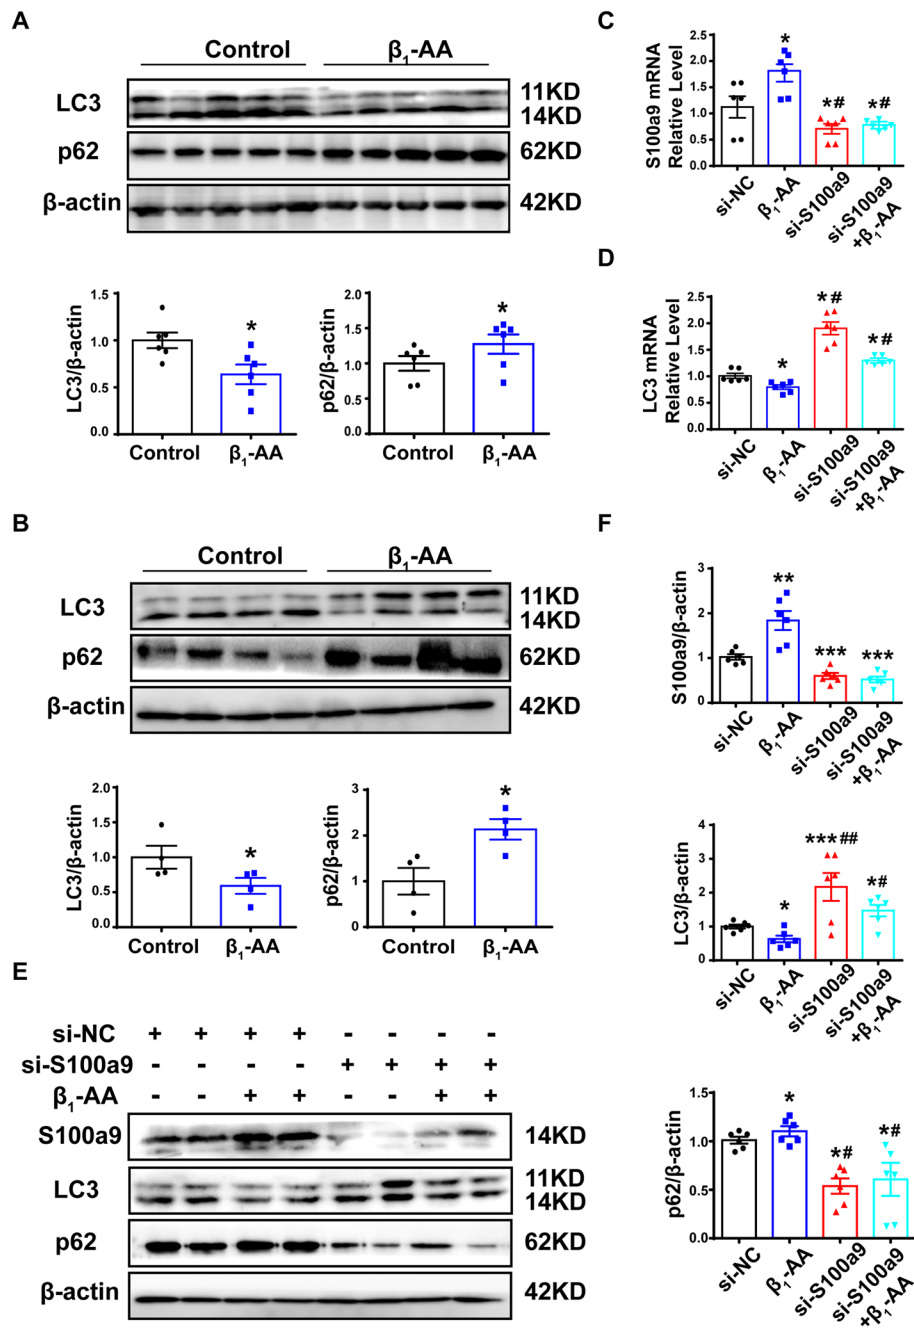 A
Control β1-AA
LC3
11KD
14KD
p62
62KD
β-actin
42KD
LC3/β-actin
1.5
1.0
0.5
0.0
*
Control β1-AA
p62/β-actin
2.0
1.5
1.0
0.5
0.0
*
Control β1-AA
B
Control β1-AA
LC3
11KD
14KD
p62
62KD
β-actin
42KD
LC3/β-actin
2.0
1.5
1.0
0.5
0.0
*
Control β1-AA
p62/β-actin
3
2
1
0
*
Control β1-AA
E
si-NC + + + + - - - -
si-S100a9 - - - - + + + +
β1-AA - - + + - - + +
S100a9
14KD
LC3
11KD
14KD
p62
62KD
β-actin
42KD
C
S100a9 mRNA
Relative Level
2.5
2.0
1.5
1.0
0.5
0.0
*
*#
*#
si-NC
β1-AA
si-S100a9
si-S100a9
+β1-AA
D
LC3 mRNA
Relative Level
2.5
2.0
1.5
1.0
0.5
0.0
*
*#
*#
si-NC
β1-AA
si-S100a9
si-S100a9
+β1-AA
F
S100a9/β-actin
3
2
1
0
**
***
***
si-NC
β1-AA
si-S100a9
si-S100a9
+β1-AA
LC3/β-actin
4
3
2
1
0
*
***##
*#
si-NC
β1-AA
si-S100a9
si-S100a9
+β1-AA
p62/β-actin
1.5
1.0
0.5
0.0
*
*#
*#
si-NC
β1-AA
si-S100a9
si-S100a9
+β1-AA